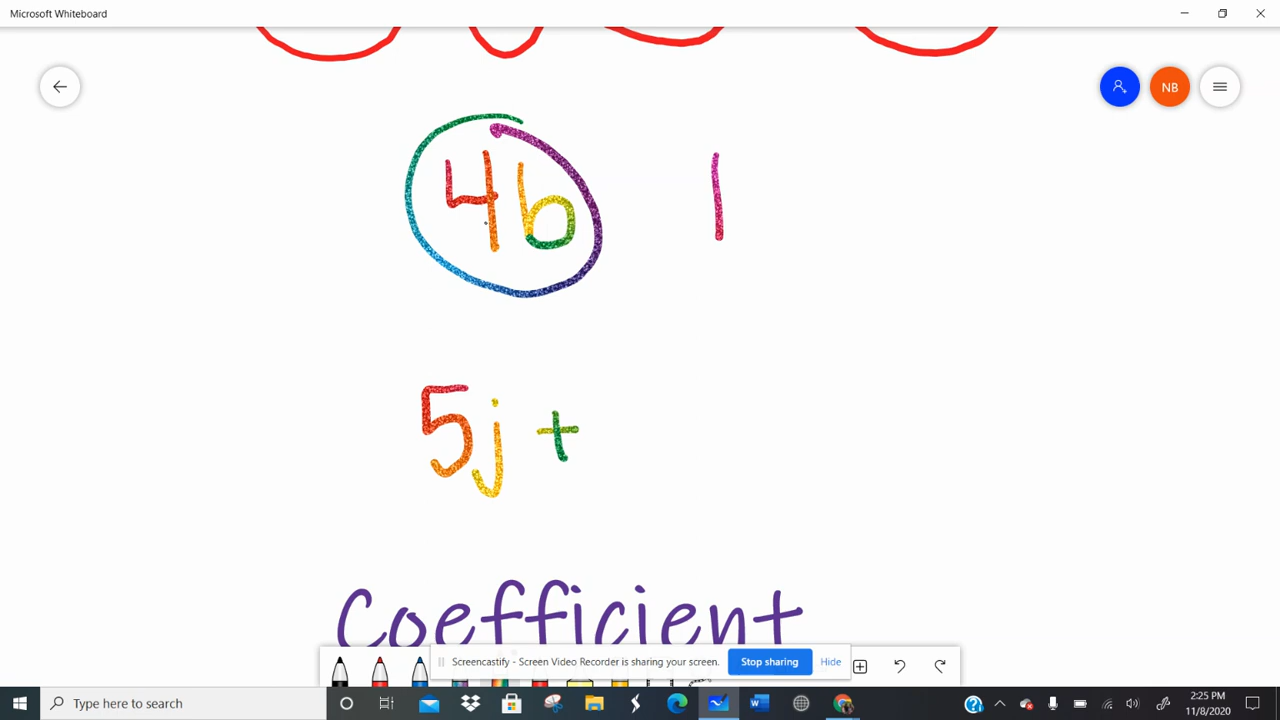 Microsoft Whiteboard
NB
4b 1
5j +
Coefficient
Screencastify - Screen Video Recorder is sharing your screen. Stop sharing Hide
Type here to search
2:25 PM
11/8/2020